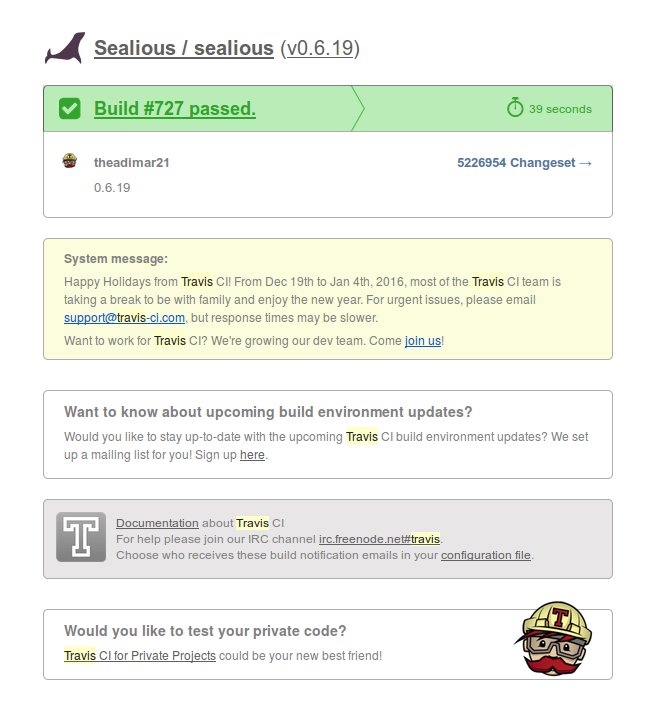 Sealious / sealious (v0.6.19)
Build #727 passed.
39 seconds
theadimar21
5226954 Changeset →
0.6.19
System message:
Happy Holidays from Travis CI! From Dec 19th to Jan 4th, 2016, most of the Travis CI team is
taking a break to be with family and enjoy the new year. For urgent issues, please email
support@travis-ci.com, but response times may be slower.
Want to work for Travis CI? We're growing our dev team. Come join us!
Want to know about upcoming build environment updates?
Would you like to stay up-to-date with the upcoming Travis CI build environment updates? We set
up a mailing list for you! Sign up here.
T
Documentation about Travis CI
For help please join our IRC channel irc.freenode.net#travis.
Choose who receives these build notification emails in your configuration file.
T
Would you like to test your private code?
Travis CI for Private Projects could be your new best friend!